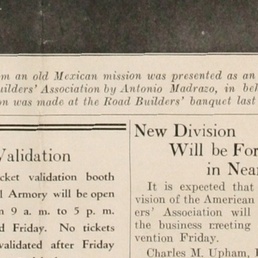 m an old Mexican mission was presented as an
uilders' Association by Antonio Madrazo, in beh
on was made at the Road Builders' banquet last
Validation
cket validation booth
l Armory will be open
m 9 a. m. to 5 p. m.
d Friday. No tickets
validated after Friday
New Division
Will be For
in Near
It is expected that
vision of the American
ers' Association will
the business meeting
vention Friday.
Charles M. Upham,